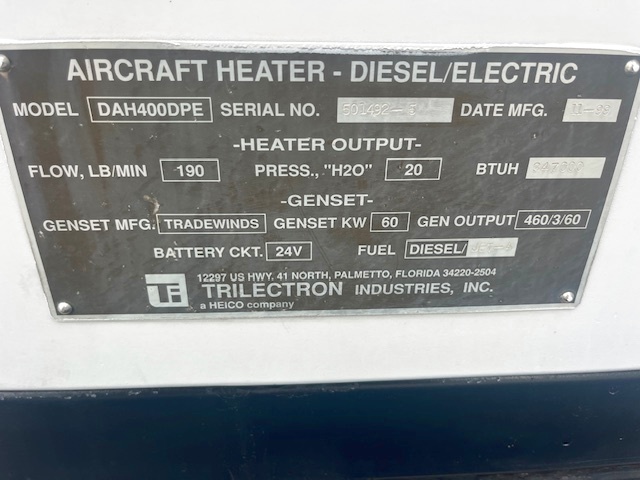 AIRCRAFT HEATER - DIESEL/ELECTRIC
MODEL DAH400DPE SERIAL NO. 501492-5 DATE MFG.
-HEATER OUTPUT-
FLOW, LB/MIN 190 PRESS., "H2O" 20 BTUH
-GENSET-
GENSET MFG. TRADEWINDS GENSET KW 60 GEN OUTPUT 460/3/60
BATTERY CKT. 24V FUEL DIESEL/
12297 US HWY. 41 NORTH, PALMETTO, FLORIDA 34220-2504
TRILECTRON INDUSTRIES, INC.
a HEICO company